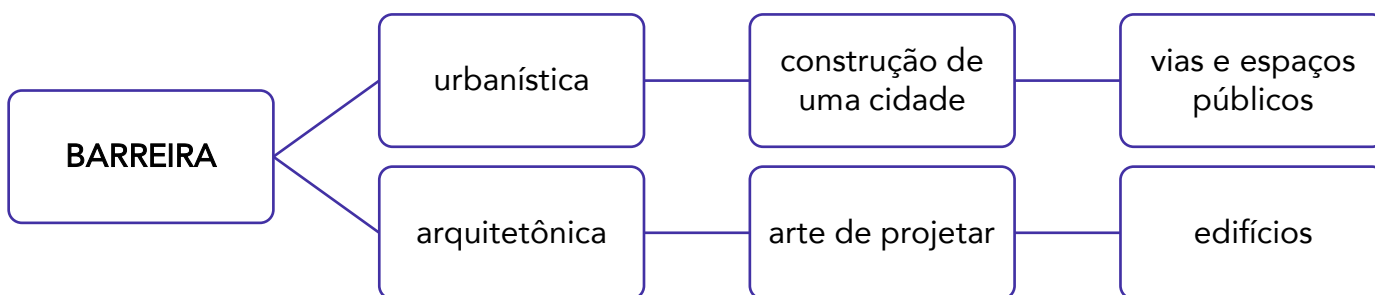 BARREIRA
urbanística
construção de
uma cidade
vias e espaços
públicos
arquitetônica
arte de projetar
edifícios